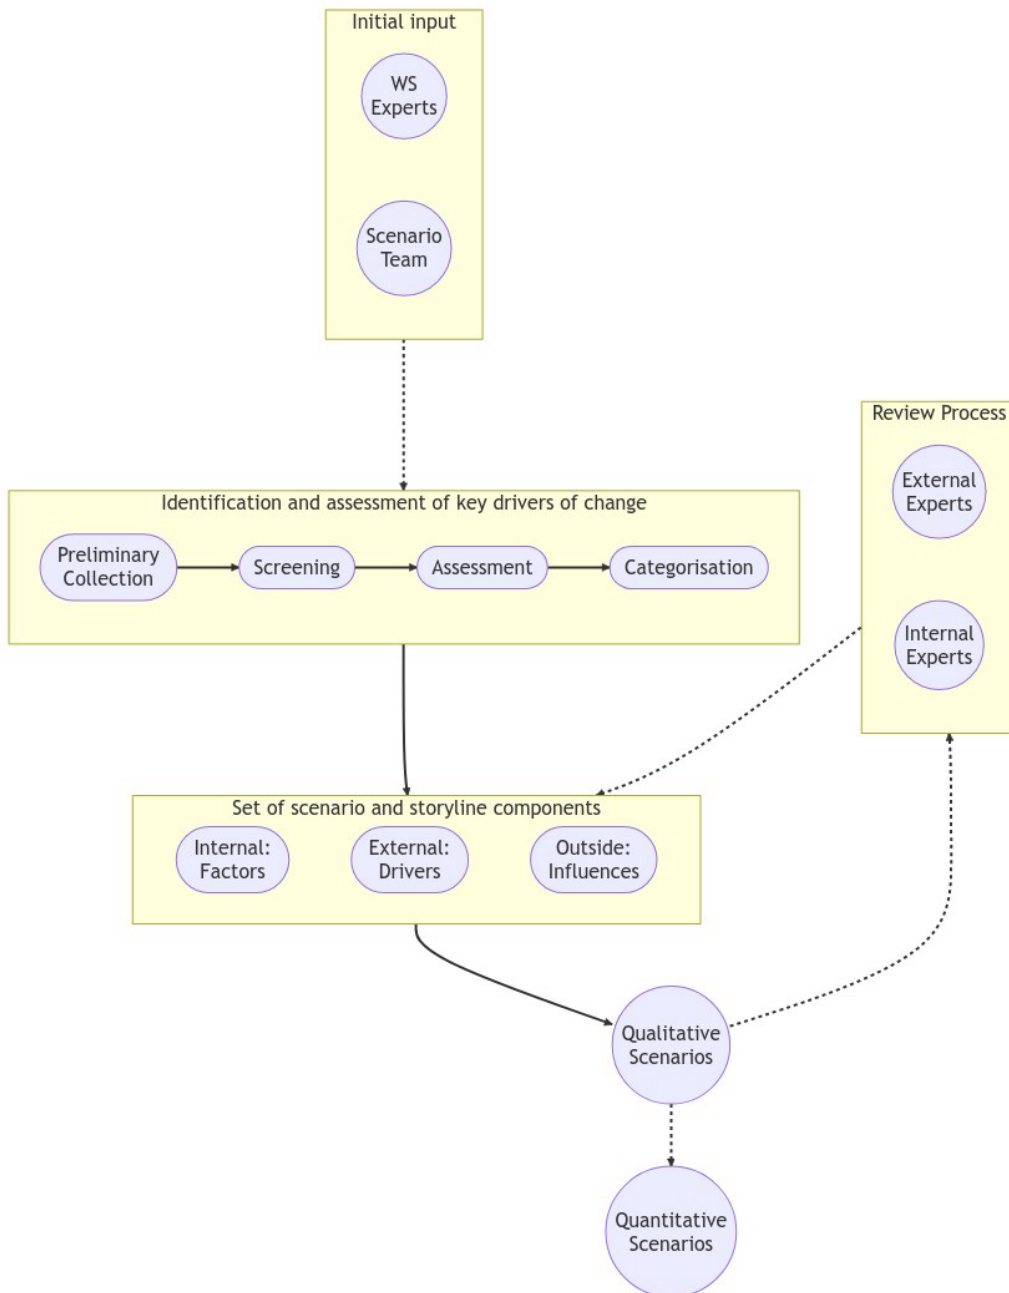 Initial input
WS
Experts
Scenario
Team
Review Process
External
Experts
Internal
Experts
Identification and assessment of key drivers of change
Preliminary
Collection
Screening
Assessment
Categorisation
Set of scenario and storyline components
Internal:
Factors
External:
Drivers
Outside:
Influences
Qualitative
Scenarios
Quantitative
Scenarios